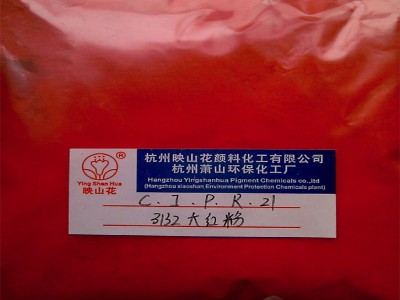 杭州映山花颜料化工有限公司
杭州萧山环保化工厂
Hangzhou Yingshanhua Pigment Chemicals co.,ltd
(Hangzhou xiaoshan Environment Protection Chemicals plant)
®
Ying Shan Hua
映山花
C.I.P.R.21
3132 大红粉